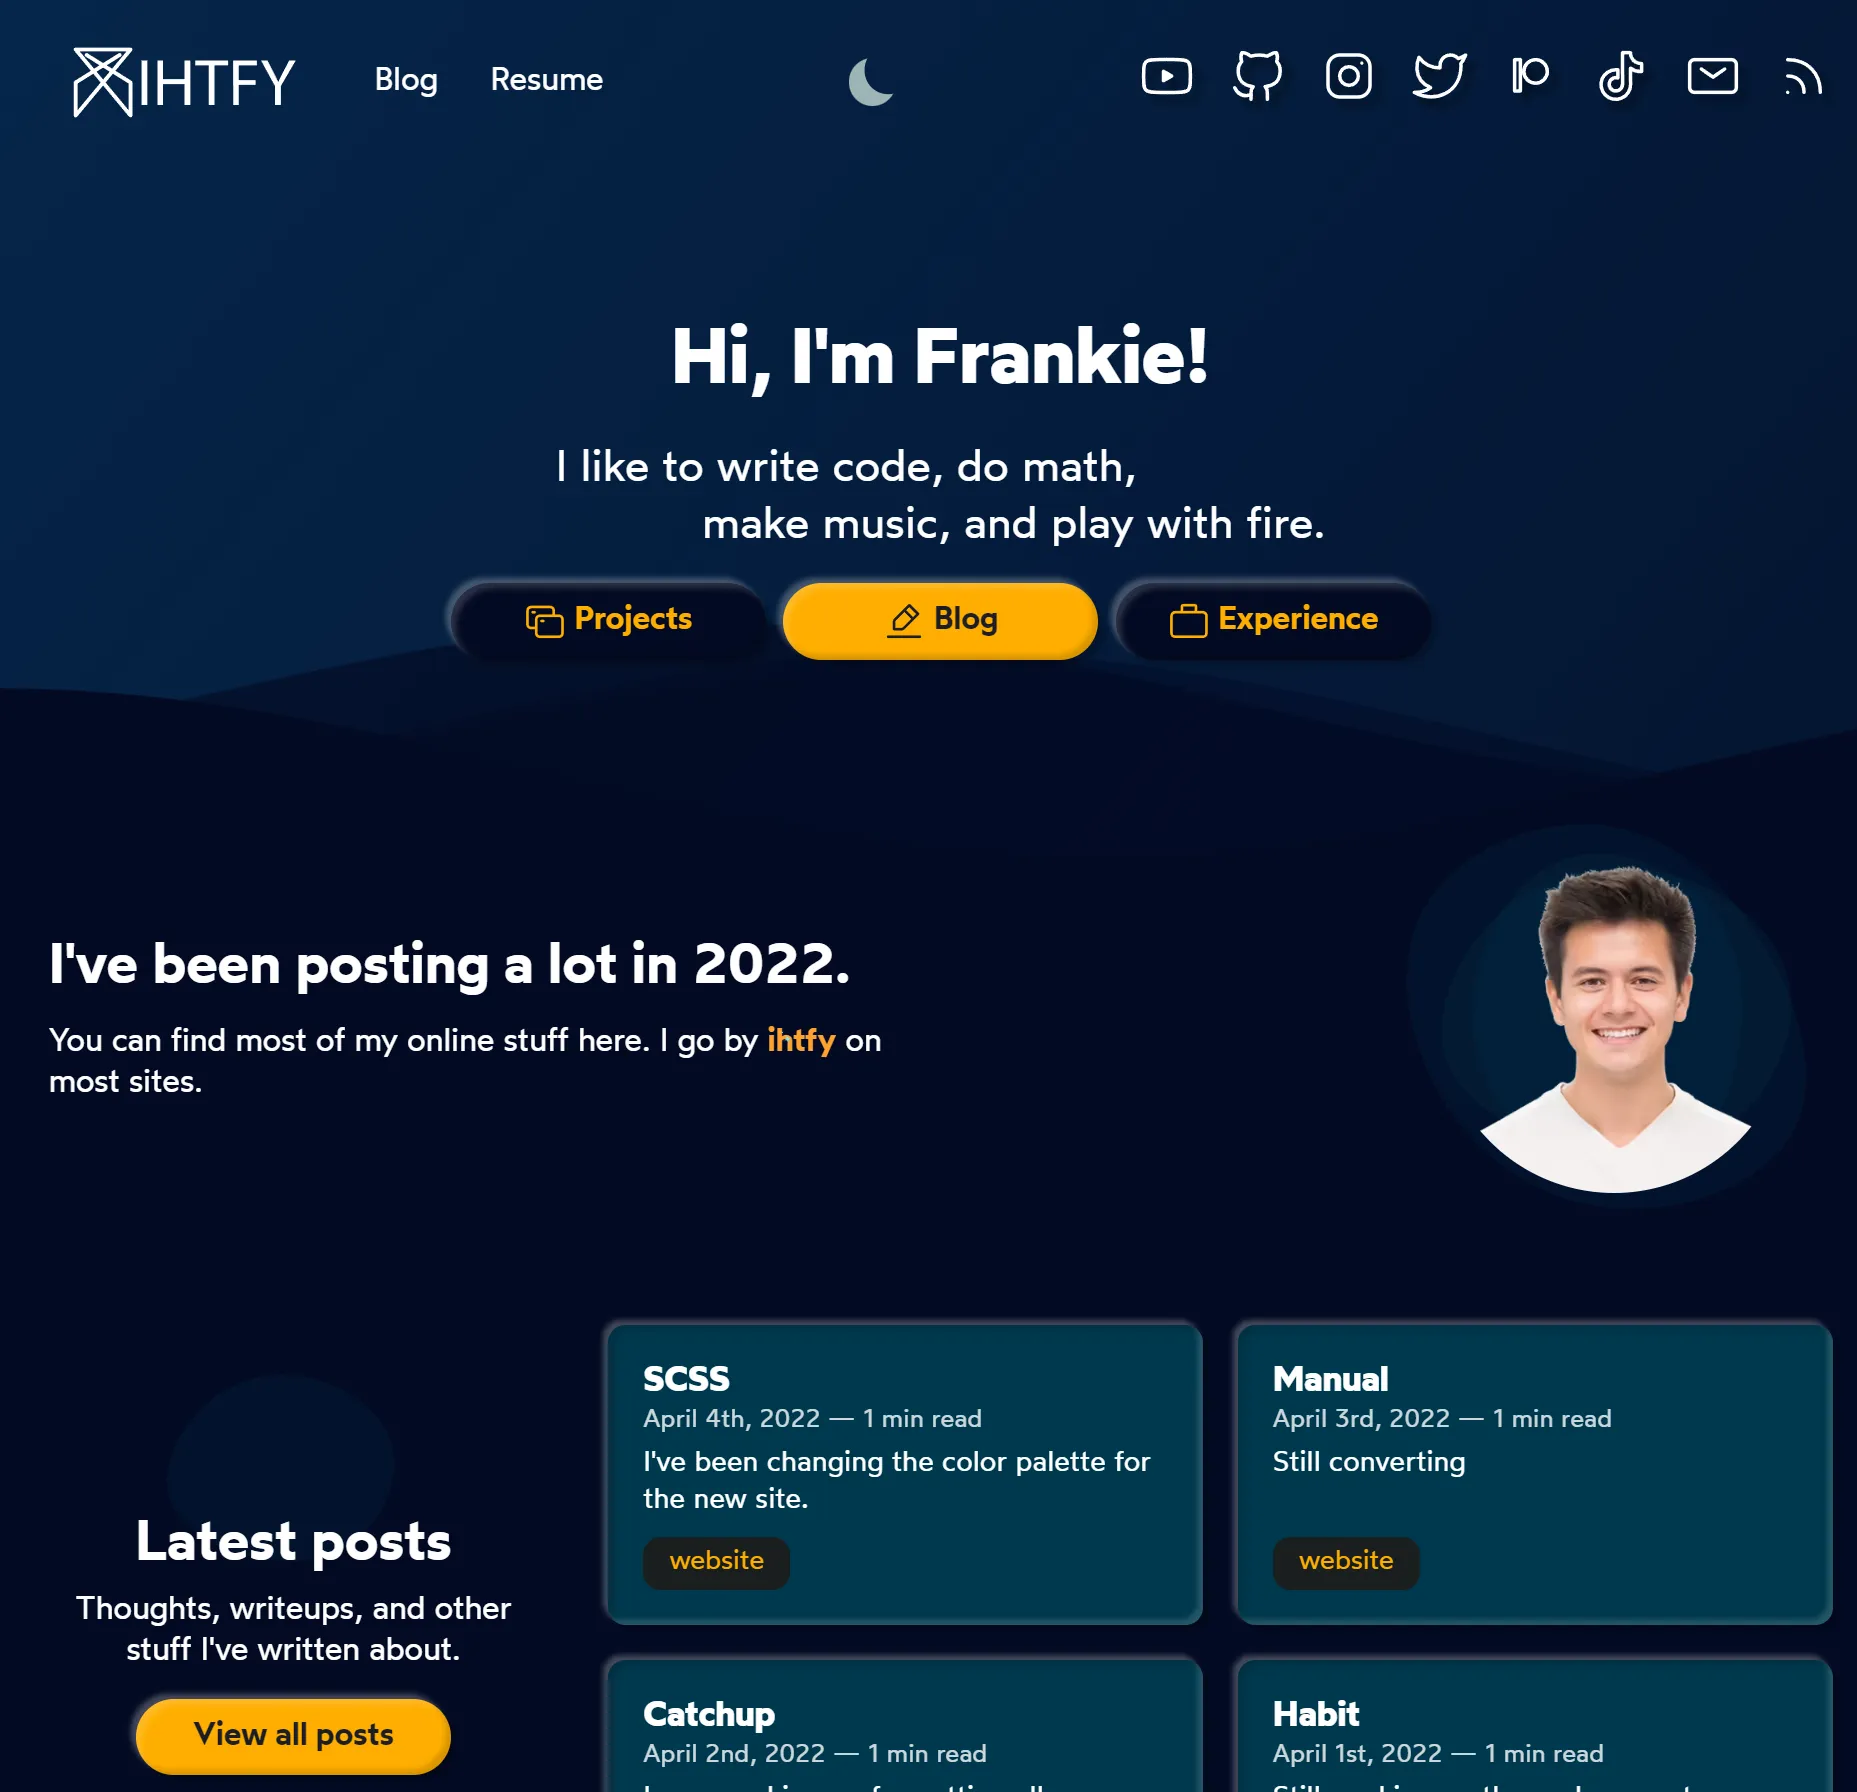 IHTFY
Blog
Resume
Hi, I'm Frankie!
I like to write code, do math,
make music, and play with fire.
Projects
Blog
Experience
I've been posting a lot in 2022.
You can find most of my online stuff here. I go by ihtfy on
most sites.
Latest posts
Thoughts, writeups, and other
stuff I've written about.
View all posts
SCSS
April 4th, 2022 — 1 min read
I've been changing the color palette for
the new site.
website
Manual
April 3rd, 2022 — 1 min read
Still converting
website
Catchup
April 2nd, 2022 — 1 min read
Habit
April 1st, 2022 — 1 min read